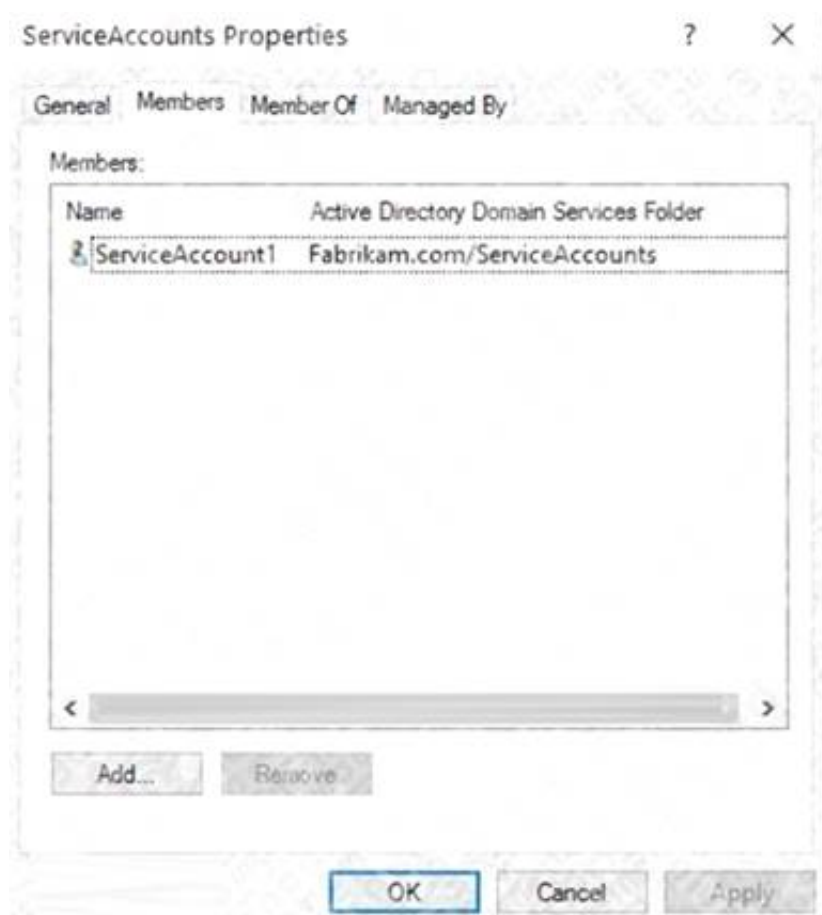 ServiceAccounts Properties ? ×
General Members Member Of Managed By
Members:
Name Active Directory Domain Services Folder
ServiceAccount1 Fabrikam.com/ServiceAccounts
< >
Add... Remove
OK Cancel Apply